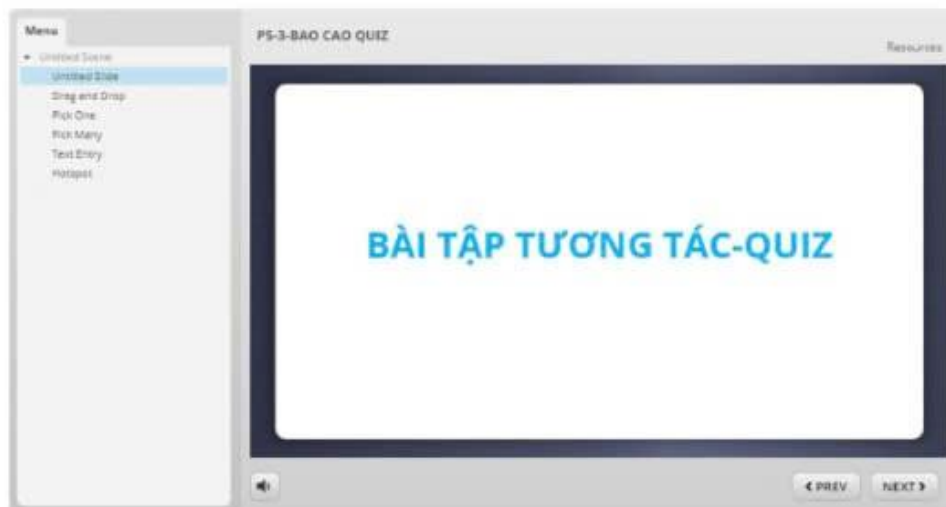 Menu
P5-3-BAO CAO QUIZ
Resources
Untitled Scene
Untitled Slide
Drag and Drop
Pick One
Pick Many
Text Entry
Hotspot
BÀI TẬP TƯƠNG TÁC-QUIZ
PREV
NEXT